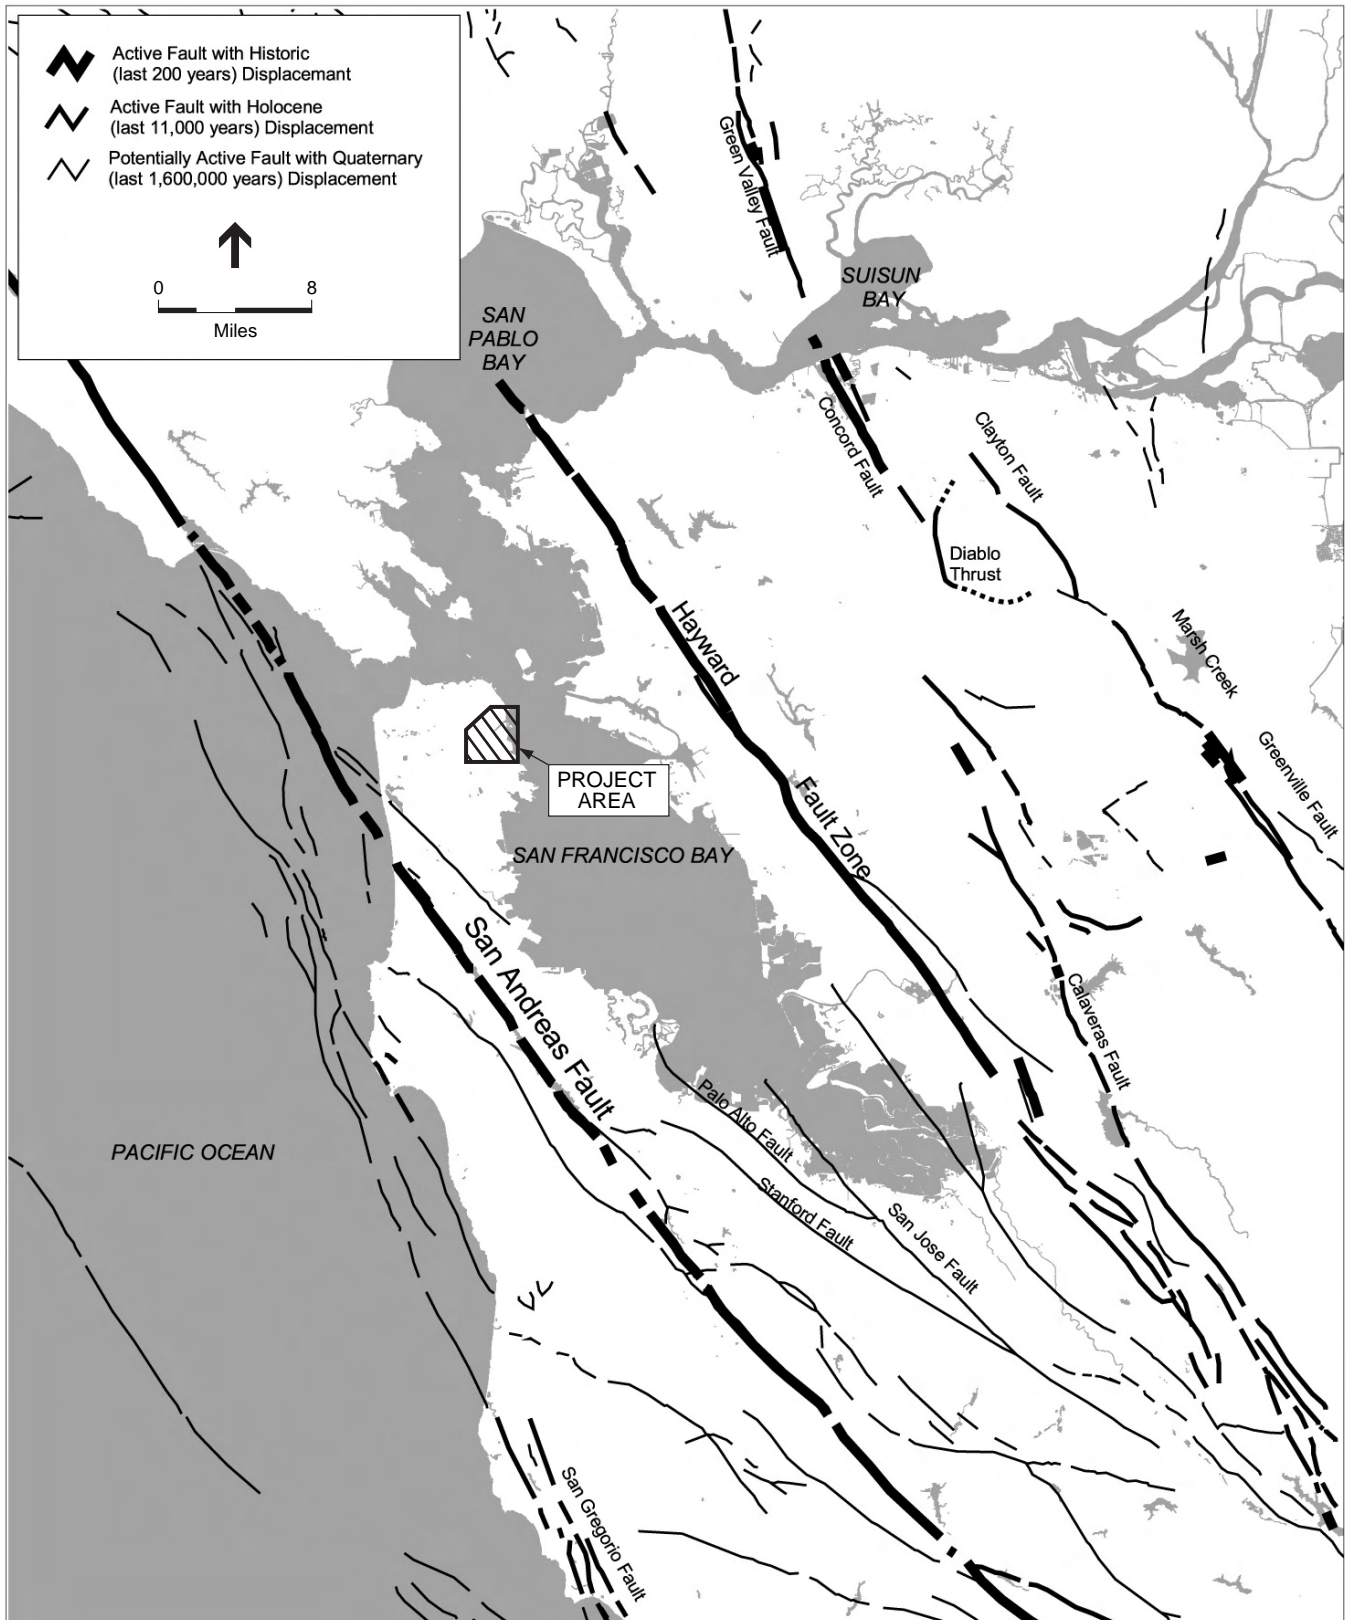 Active Fault with Historic
(last 200 years) Displacemant
Active Fault with Holocene
(last 11,000 years) Displacement
Potentially Active Fault with Quaternary
(last 1,600,000 years) Displacement
0 8
Miles
Green Valley Fault
SUISUN
BAY
SAN
PABLO
BAY
Concord Fault
Clayton Fault
Diablo
Thrust
Hayward
Fault Zone
Marsh Creek
Greenville Fault
PROJECT
AREA
SAN FRANCISCO BAY
San Andreas Fault
Calaveras Fault
Palo Alto Fault
PACIFIC OCEAN
Stanford Fault
San Jose Fault
San Gregorio Fault